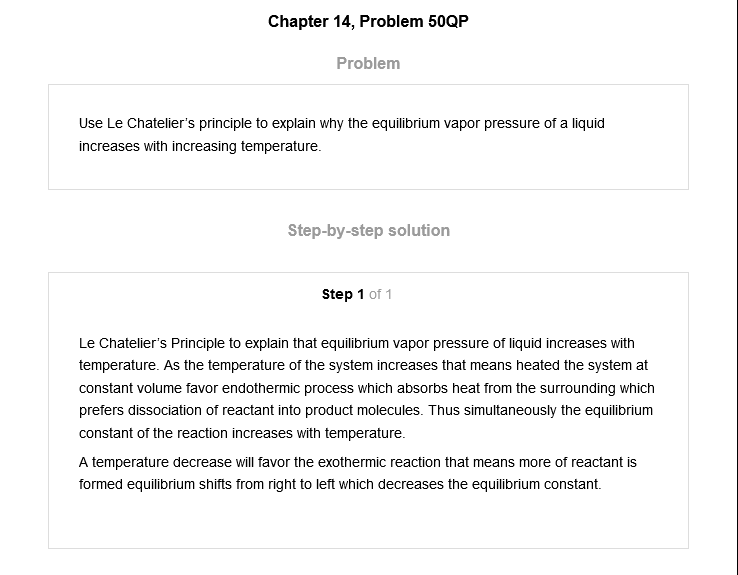 Chapter 14, Problem 50QP
Problem
Use Le Chatelier's principle to explain why the equilibrium vapor pressure of a liquid
increases with increasing temperature.
Step-by-step solution
Step 1 of 1
Le Chatelier's Principle to explain that equilibrium vapor pressure of liquid increases with
temperature. As the temperature of the system increases that means heated the system at
constant volume favor endothermic process which absorbs heat from the surrounding which
prefers dissociation of reactant into product molecules. Thus simultaneously the equilibrium
constant of the reaction increases with temperature.
A temperature decrease will favor the exothermic reaction that means more of reactant is
formed equilibrium shifts from right to left which decreases the equilibrium constant.